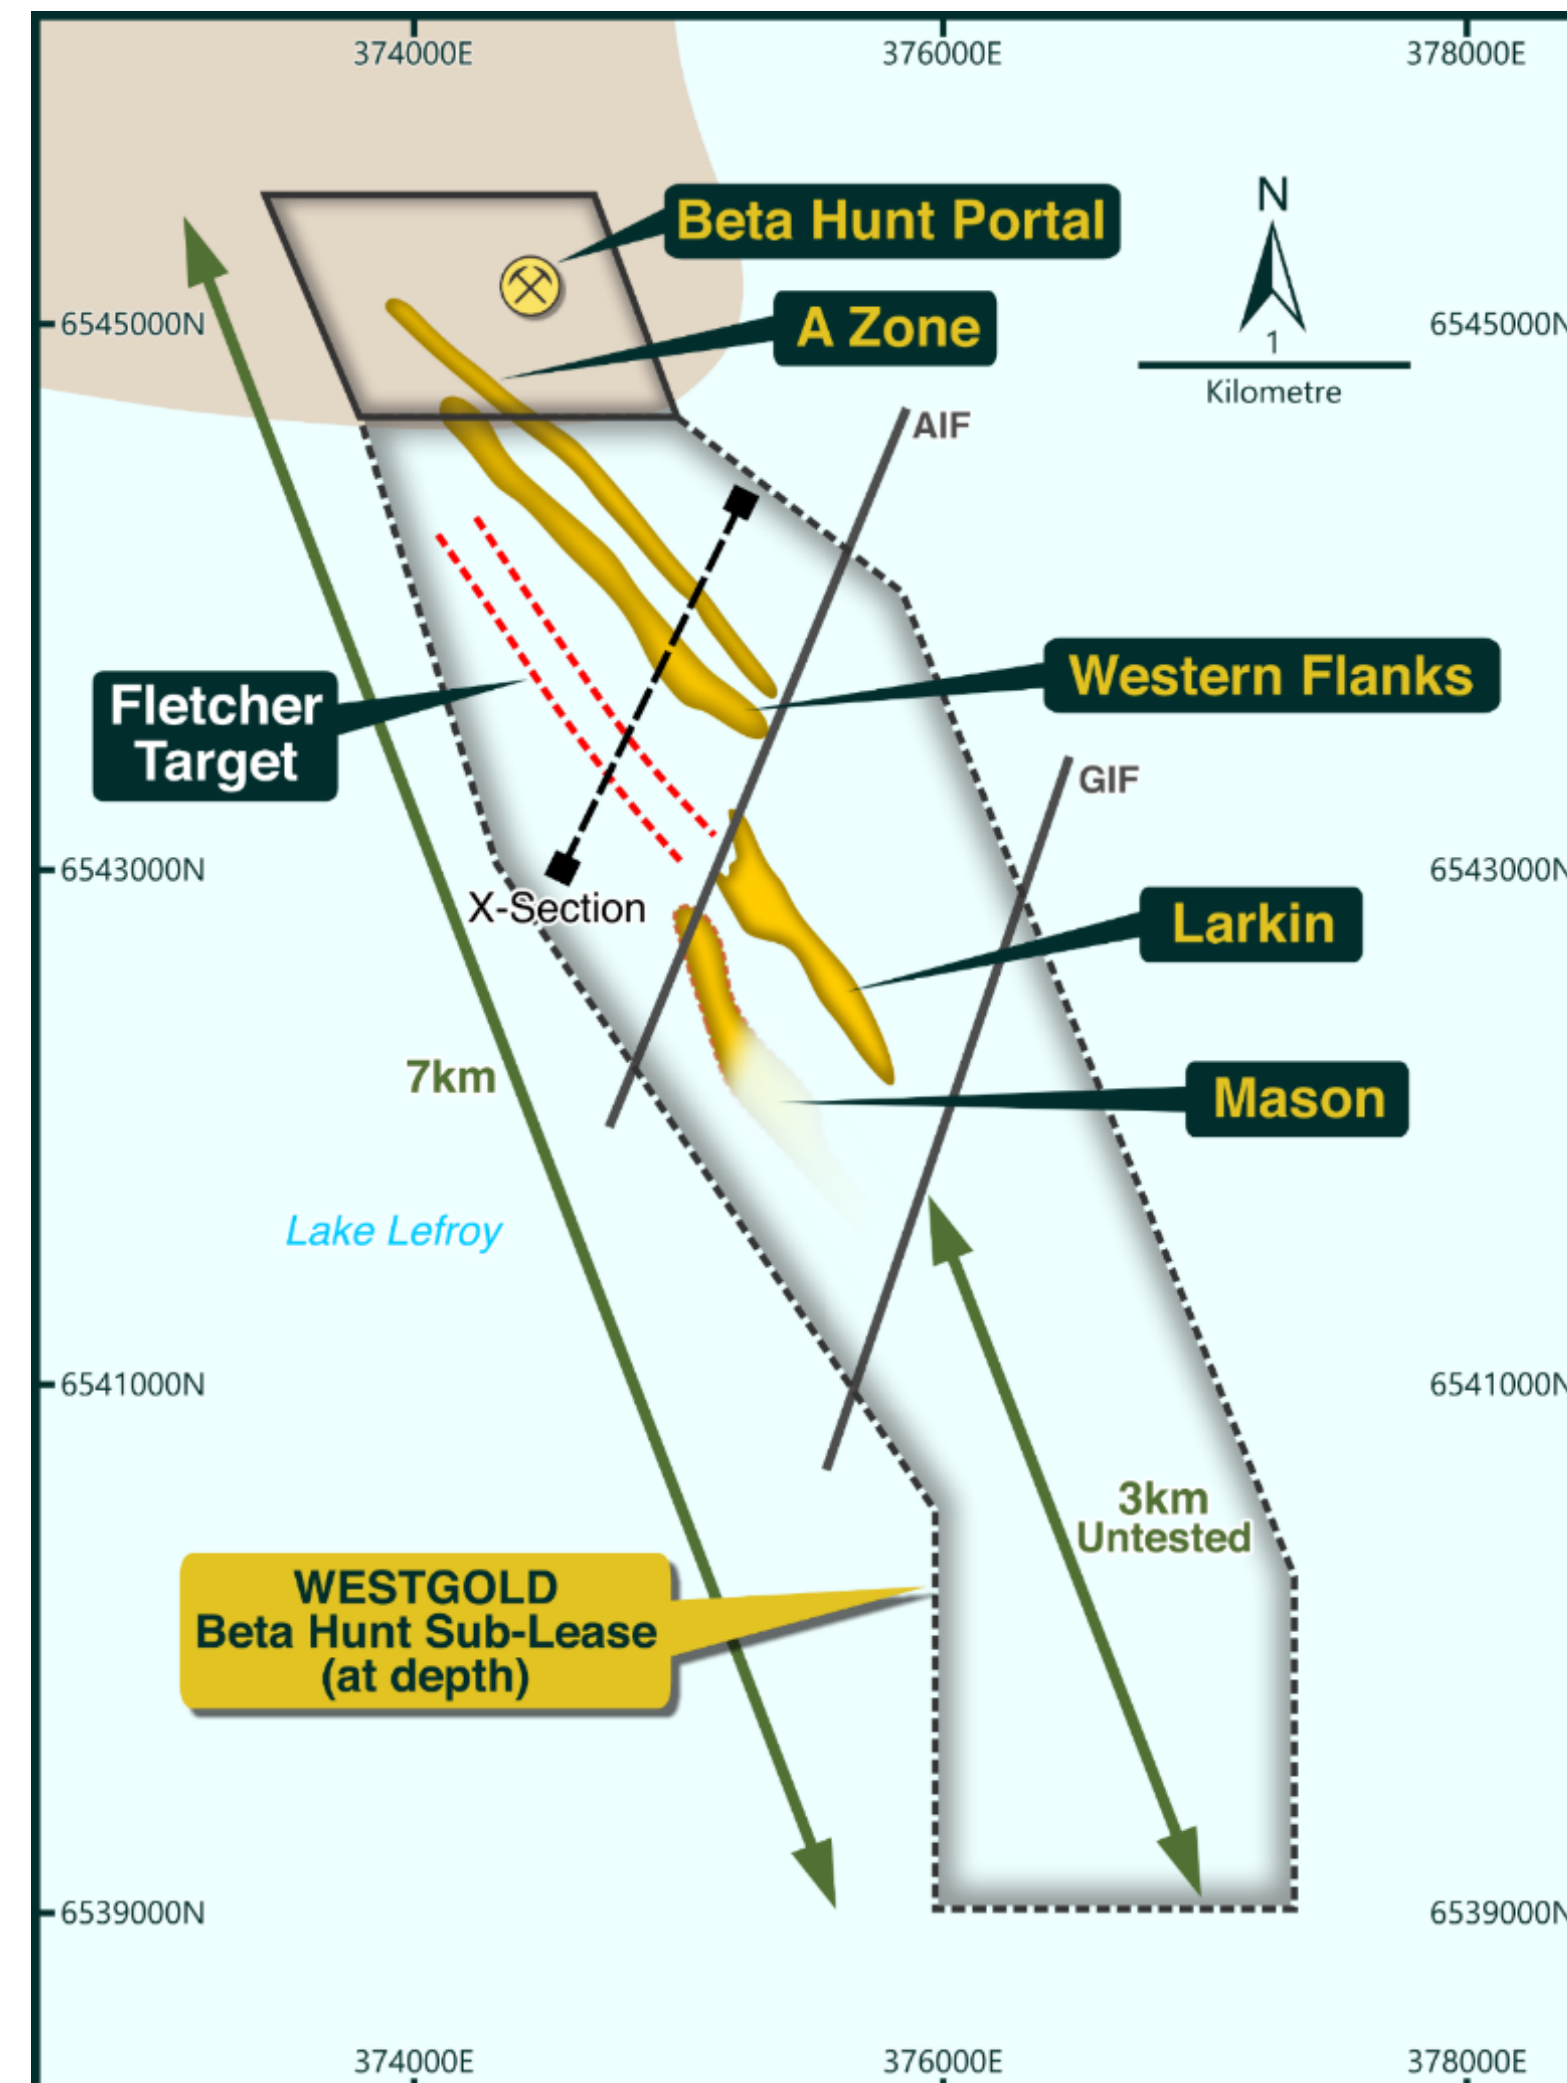 374000E
376000E
378000E
N
Beta Hunt Portal
6545000N
A Zone
6545000N
1
Kilometre
AIF
Western Flanks
Fletcher
Target
GIF
6543000N
6543000N
X-Section
Larkin
7km
Mason
Lake Lefroy
6541000N
6541000N
3km
Untested
WESTGOLD
Beta Hunt Sub-Lease
(at depth)
6539000N
6539000N
374000E
376000E
378000E